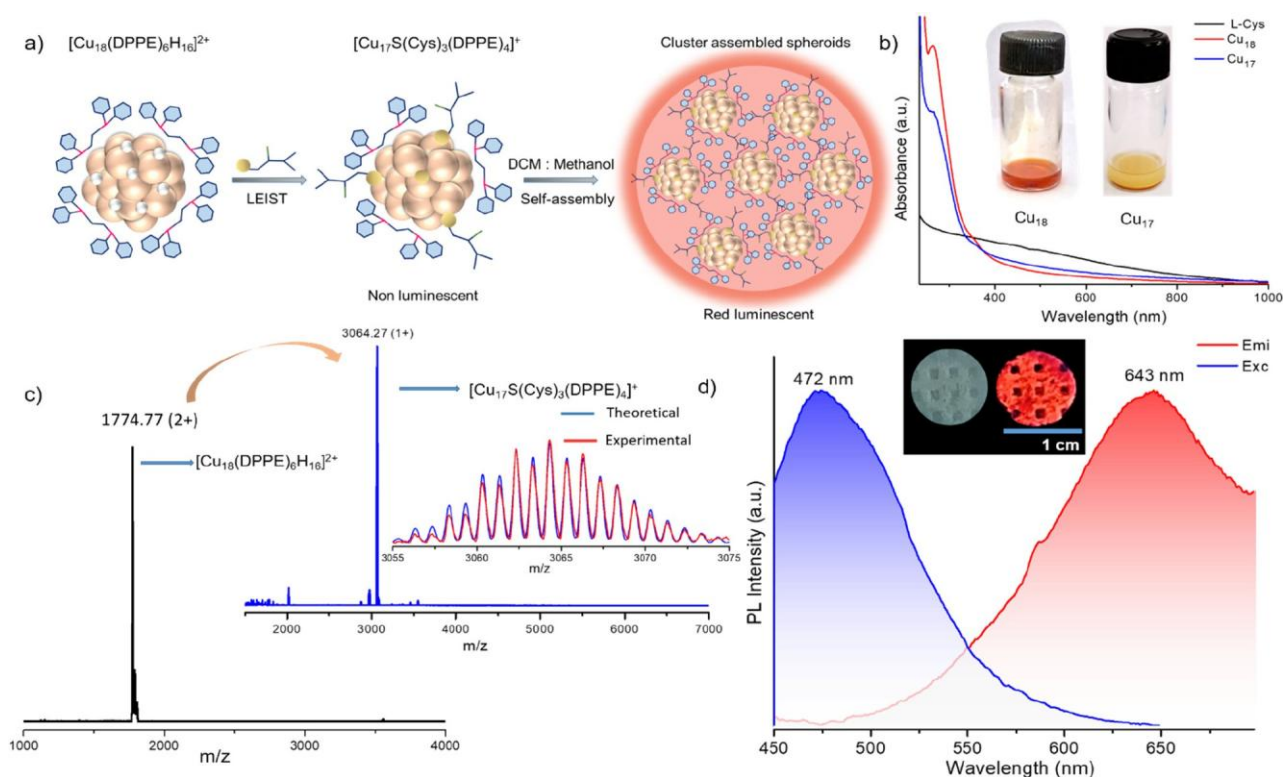 a)
[Cu₁₈(DPPE)₆H₁₆]²⁺
[Cu₁₇S(Cys)₃(DPPE)₄]⁺
Cluster assembled spheroids
LEIST
DCM : Methanol
Self-assembly
Non luminescent
Red luminescent
b)
L-Cys
Cu₁₈
Cu₁₇
Cu₁₈
Cu₁₇
Absorbance (a.u.)
400
600
800
1000
Wavelength (nm)
c)
3064.27 (1+)
[Cu₁₇S(Cys)₃(DPPE)₄]⁺
1774.77 (2+)
[Cu₁₈(DPPE)₆H₁₆]²⁺
Theoretical
Experimental
3055
3060
3065
3070
3075
m/z
2000
3000
4000
5000
6000
7000
m/z
1000
2000
3000
4000
m/z
d)
Emi
Exc
472 nm
643 nm
1 cm
PL Intensity (a.u.)
450
500
550
600
650
Wavelength (nm)